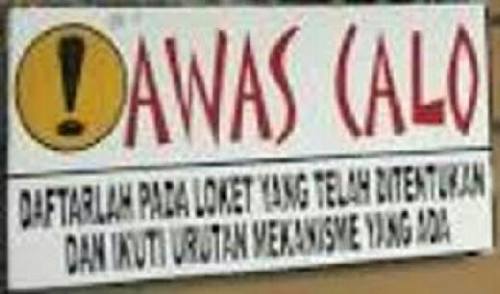 ! AWAS CALO
DAFTARLAH PADA LOKET YANG TELAH DITENTUKAN
DAN IKUTI URUTAN MEKANISME YANG ADA